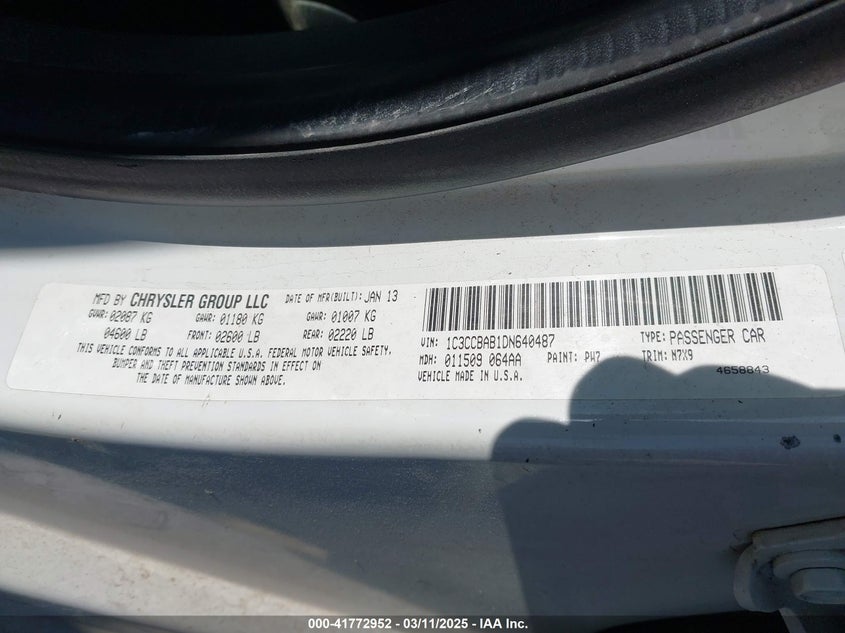 MFD BY CHRYSLER GROUP LLC DATE OF MFR(BUILT): JAN 13
GVWR: 02087 KG GAWR: 01180 KG GAWR: 01007 KG
04600 LB FRONT: 02600 LB REAR: 02220 LB
THIS VEHICLE CONFORMS TO ALL APPLICABLE U.S.A. FEDERAL MOTOR VEHICLE SAFETY,
BUMPER AND THEFT PREVENTION STANDARDS IN EFFECT ON
THE DATE OF MANUFACTURE SHOWN ABOVE.
VIN: 1C3CCBAB1DN640487 TYPE: PASSENGER CAR
MDH: 011509 064AA PAINT: PW7 TRIM: N7X9
VEHICLE MADE IN U.S.A. 4658843
000-41772952 - 03/11/2025 - IAA Inc.